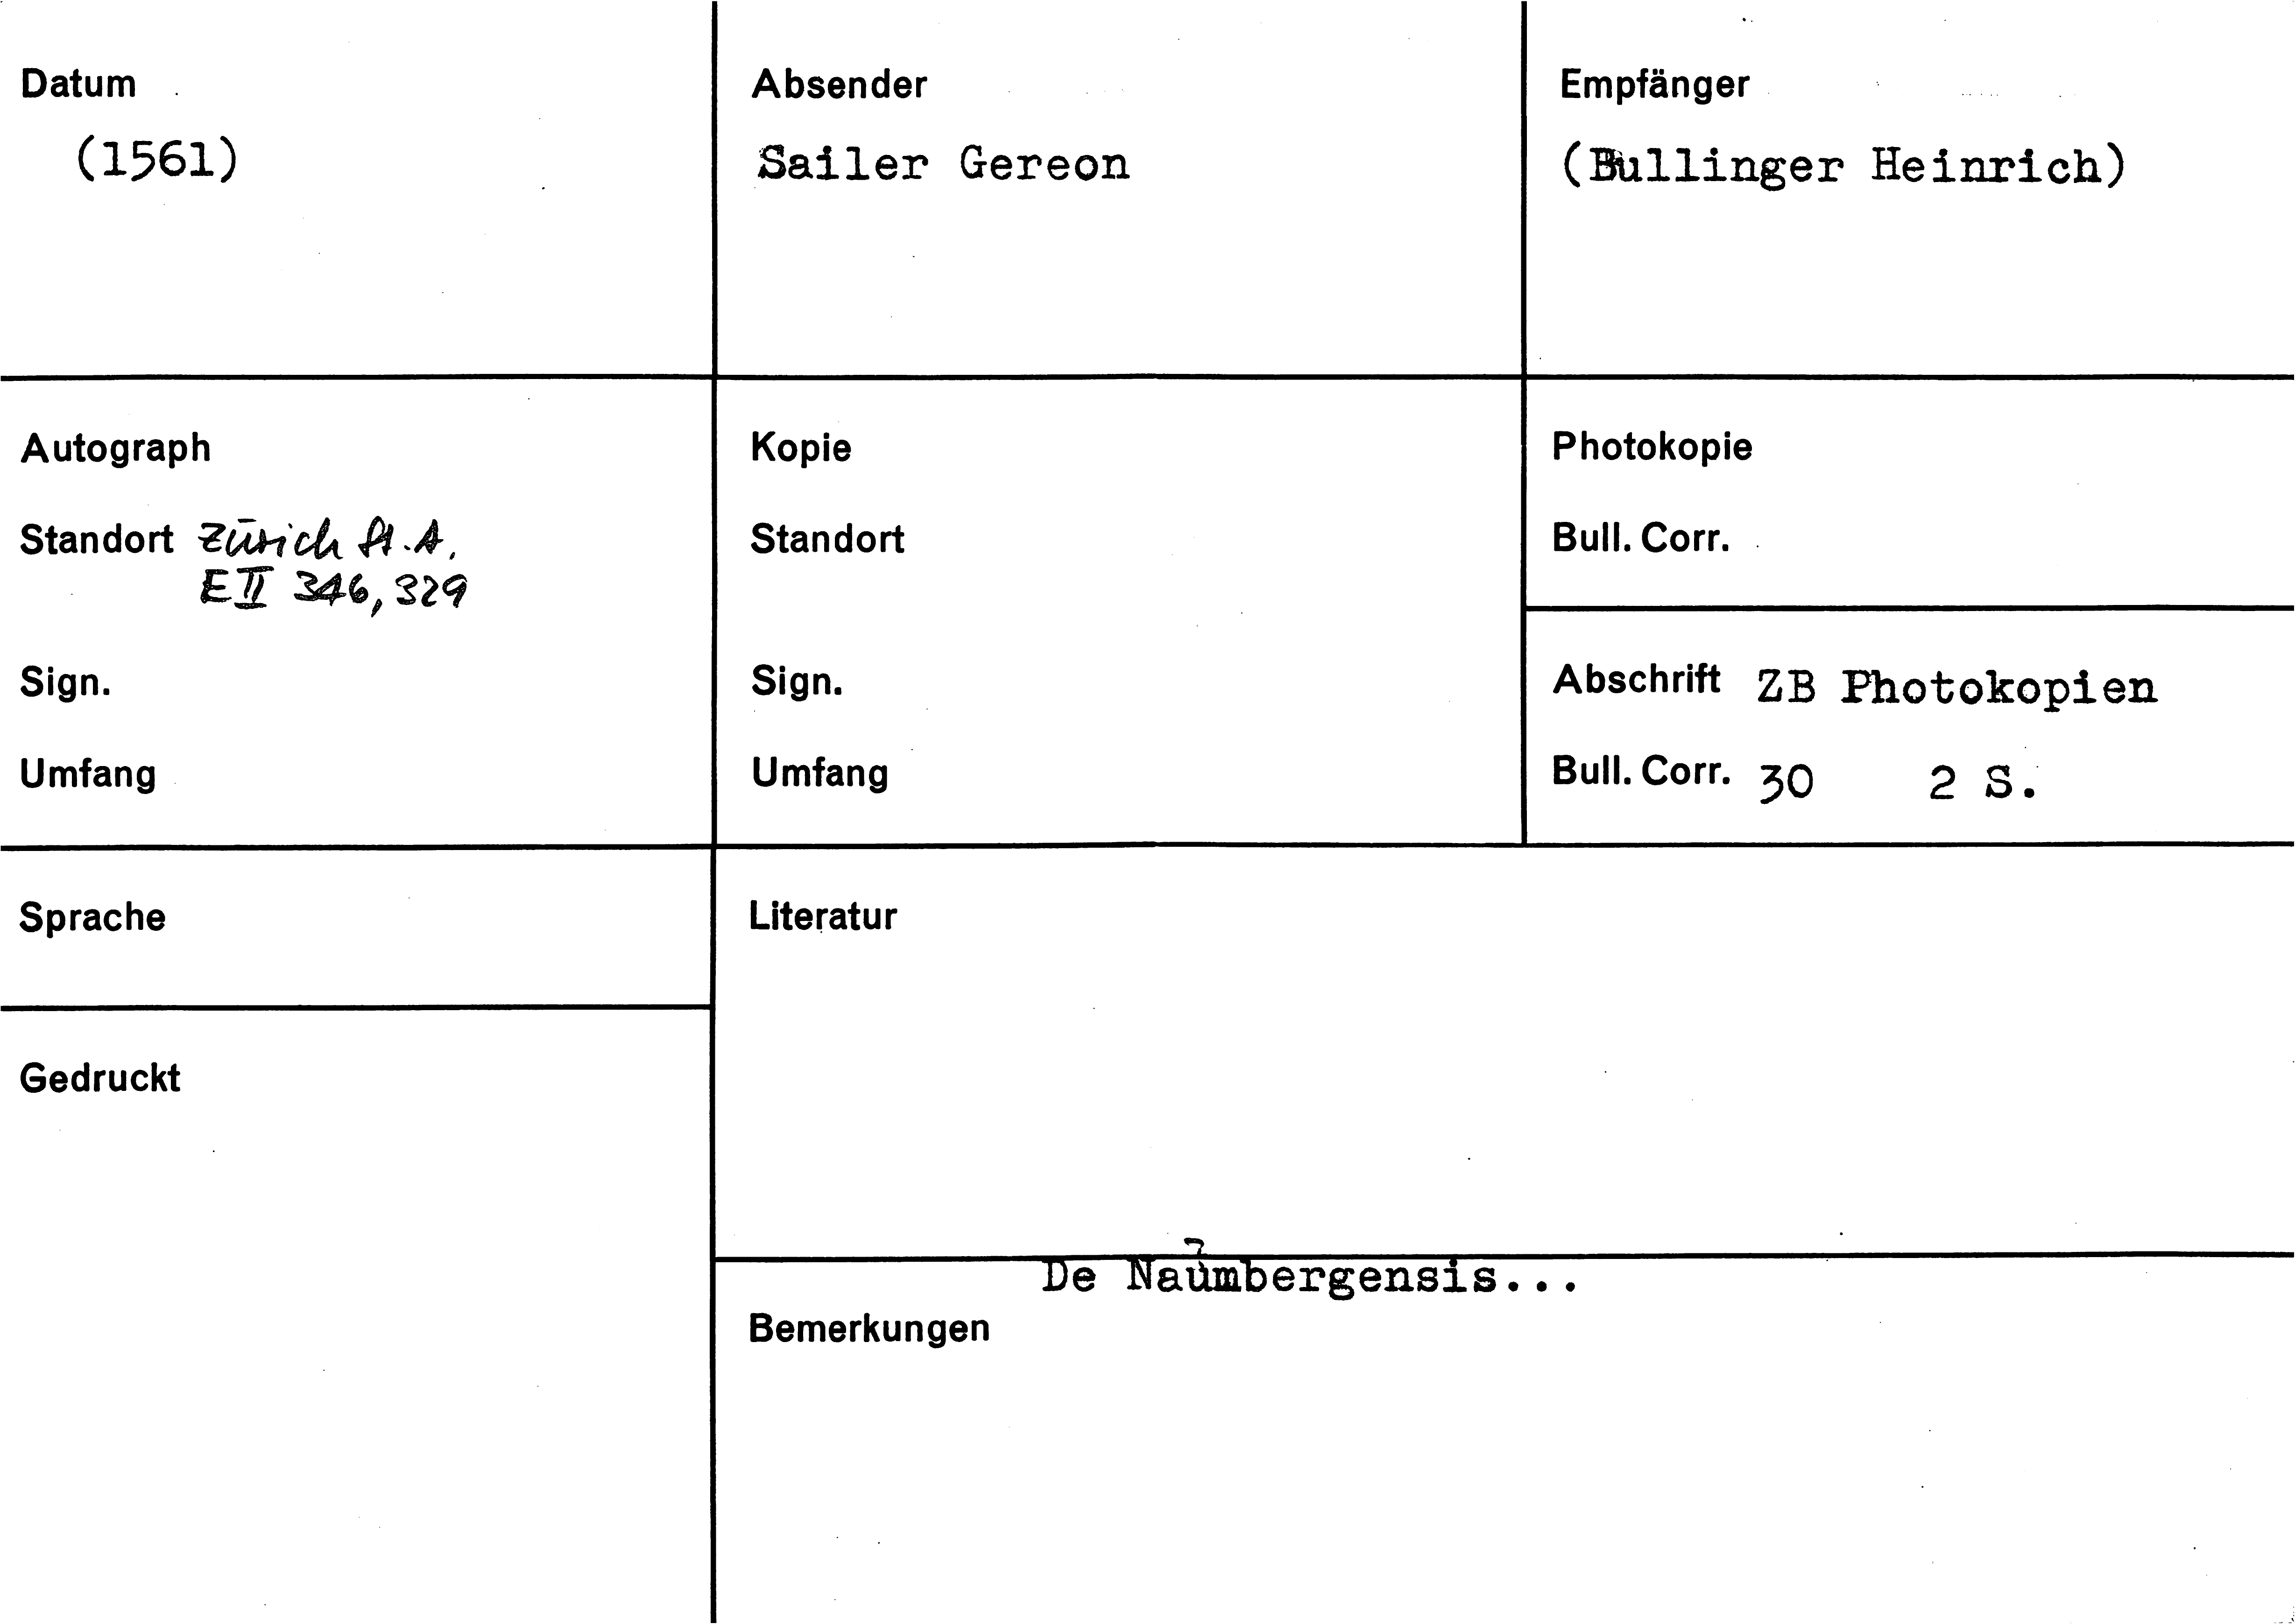 Datum
(1561)
Absender
Sailer Gereon
Empfänger
(Bullinger Heinrich)
Autograph
Standort Zürich St.A.
E II 346, 329
Sign.
Umfang
Kopie
Standort
Sign.
Umfang
Photokopie
Bull. Corr.
Abschrift ZB Photokopien
Bull. Corr. 30 2 S.
Sprache
Gedruckt
Literatur
De Naumbergensis...
Bemerkungen